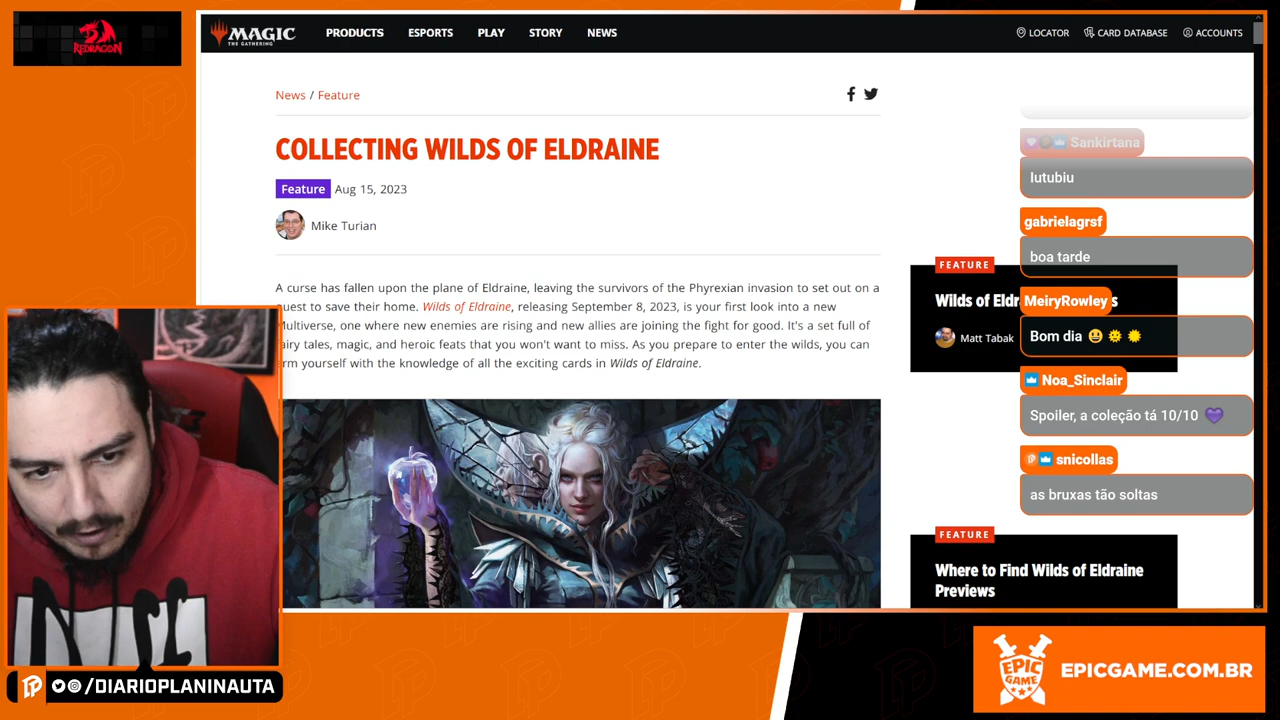 REDRAGON
MAGIC
THE GATHERING
PRODUCTS
ESPORTS
PLAY
STORY
NEWS
LOCATOR
CARD DATABASE
ACCOUNTS
News / Feature
COLLECTING WILDS OF ELDRAINE
Feature
Aug 15, 2023
Mike Turian
A curse has fallen upon the plane of Eldraine, leaving the survivors of the Phyrexian invasion to set out on a
quest to save their home. Wilds of Eldraine, releasing September 8, 2023, is your first look into a new
Multiverse, one where new enemies are rising and new allies are joining the fight for good. It's a set full of
fairy tales, magic, and heroic feats that you won't want to miss. As you prepare to enter the wilds, you can
arm yourself with the knowledge of all the exciting cards in Wilds of Eldraine.
FEATURE
Wilds of Eldr
Matt Tabak
FEATURE
Where to Find Wilds of Eldraine
Previews
Sankirtana
lutubiu
gabrielagrsf
boa tarde
MeiryRowley
Bom dia 😃 ☀ ☀
Noa_Sinclair
Spoiler, a coleção tá 10/10 💜
snicollas
as bruxas tão soltas
/DIARIOPLANINAUTA
EPIC
GAME
EPICGAME.COM.BR